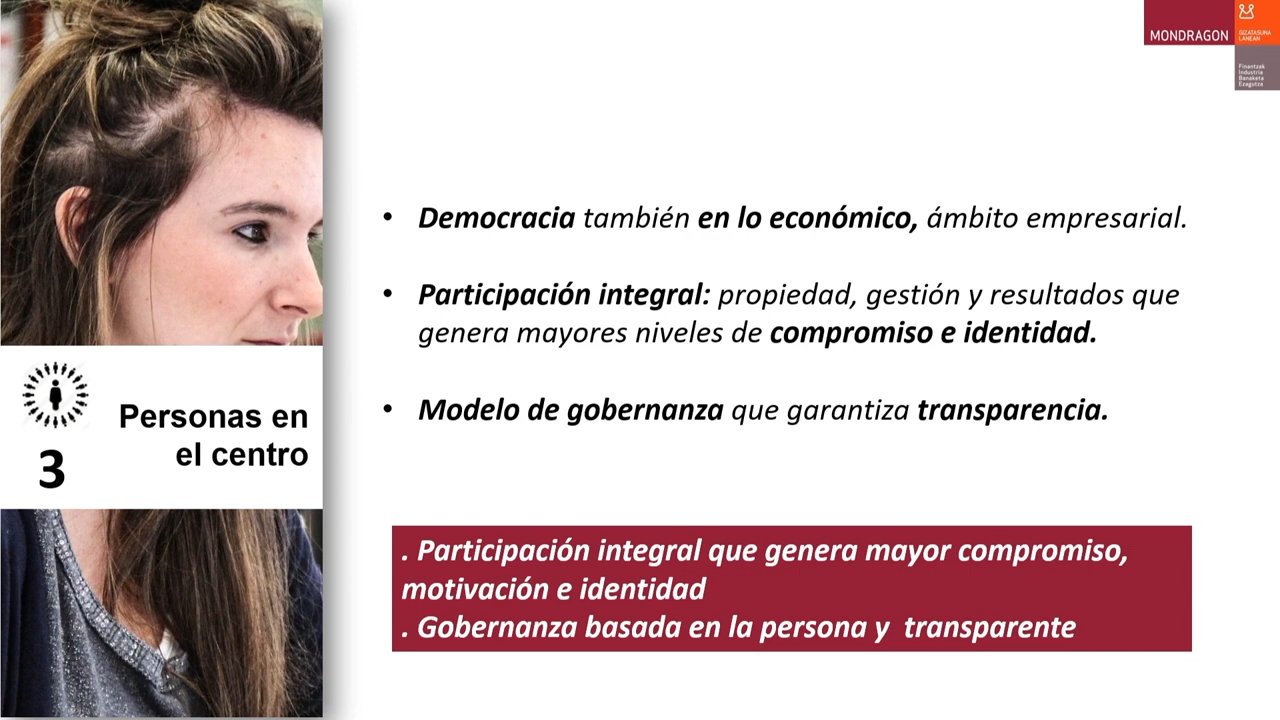 MONDRAGON
GIZATASUNA
LANEAN
Finantzak
Industria
Banaketa
Ezagutza
• Democracia también en lo económico, ámbito empresarial.
• Participación integral: propiedad, gestión y resultados que
genera mayores niveles de compromiso e identidad.
• Modelo de gobernanza que garantiza transparencia.
Personas en
el centro
3
. Participación integral que genera mayor compromiso,
motivación e identidad
. Gobernanza basada en la persona y  transparente